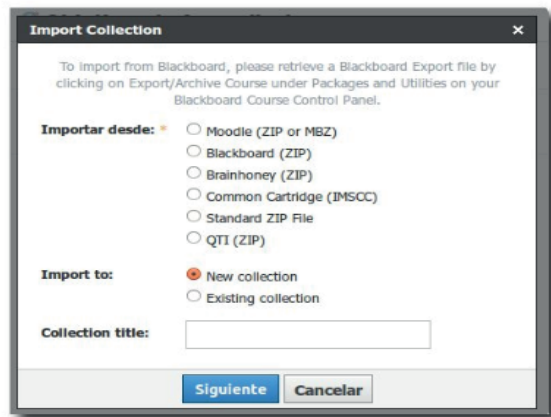 Import Collection ×
To import from Blackboard, please retrieve a Blackboard Export file by
clicking on Export/Archive Course under Packages and Utilities on your
Blackboard Course Control Panel.
Importar desde: * Moodle (ZIP or MBZ)
Blackboard (ZIP)
Brainhoney (ZIP)
Common Cartridge (IMSCC)
Standard ZIP File
QTI (ZIP)
Import to: New collection
Existing collection
Collection title:
Siguiente Cancelar